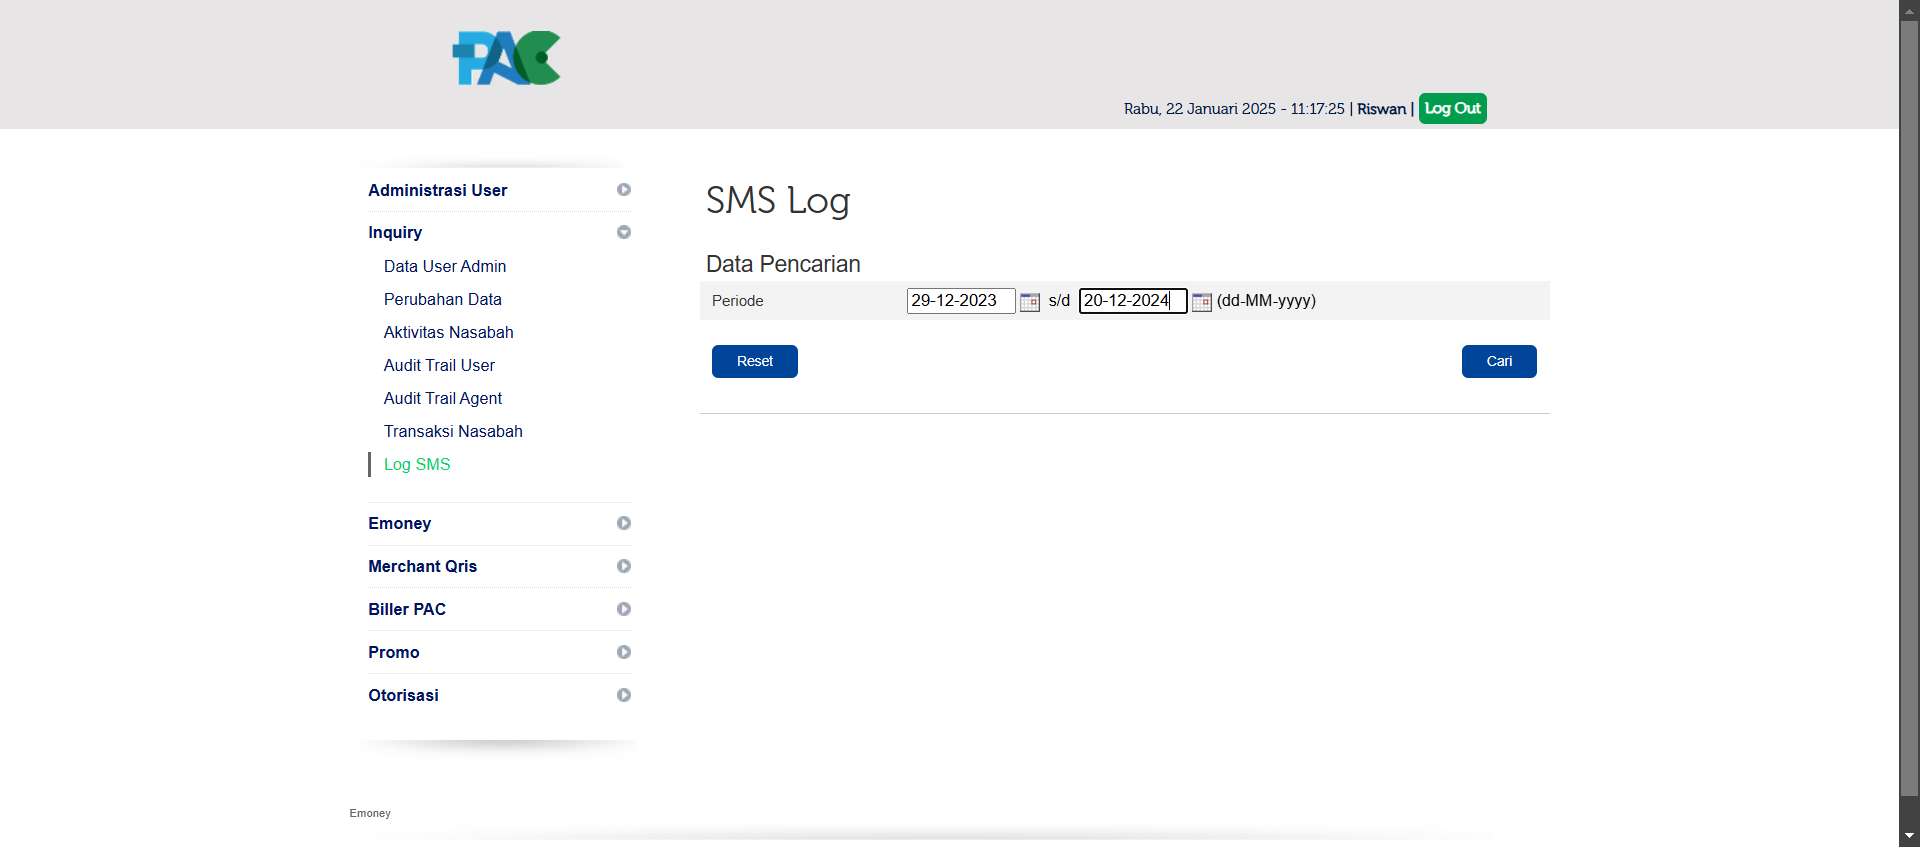 PAC
Rabu, 22 Januari 2025 - 11:17:25 | Riswan | Log Out
Administrasi User
Inquiry
Data User Admin
Perubahan Data
Aktivitas Nasabah
Audit Trail User
Audit Trail Agent
Transaksi Nasabah
Log SMS
Emoney
Merchant Qris
Biller PAC
Promo
Otorisasi
SMS Log
Data Pencarian
Periode 29-12-2023 s/d 20-12-2024 (dd-MM-yyyy)
Reset Cari
Emoney